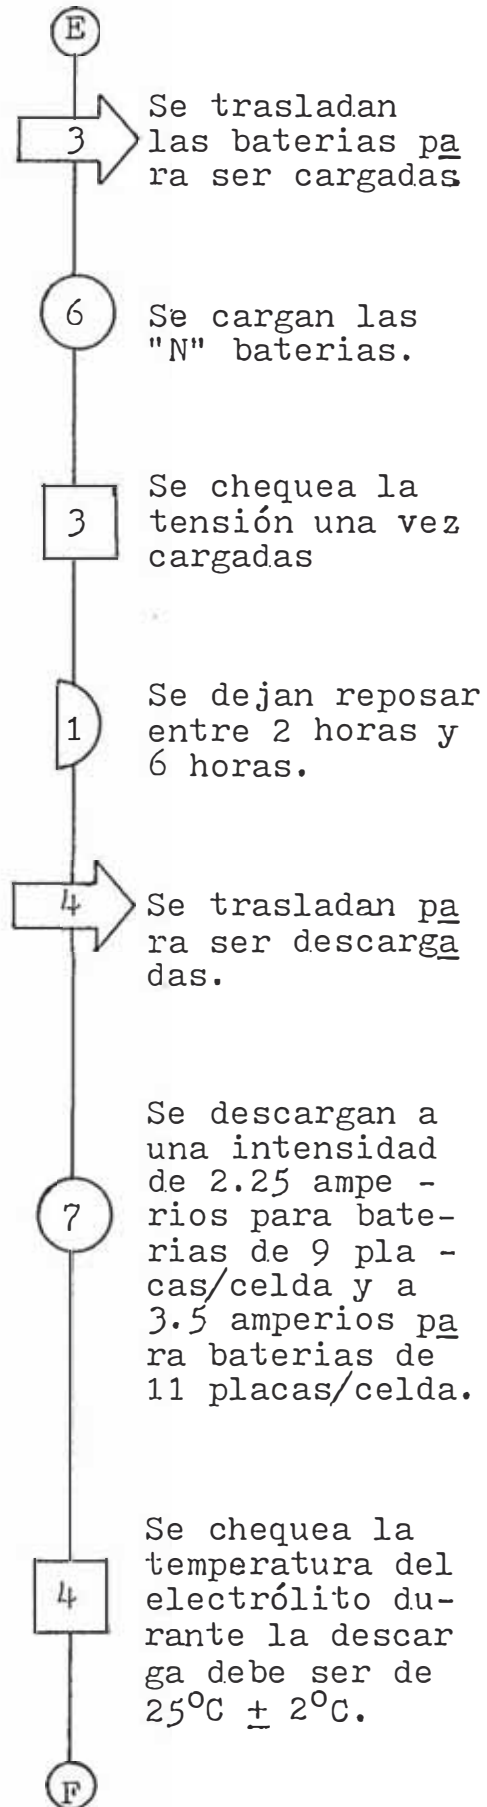 E
3
Se trasladan
las baterias pa
ra ser cargadas.
6
Se cargan las
"N" baterias.
3
Se chequea la
tensión una vez
cargadas
1
Se dejan reposar
entre 2 horas y
6 horas.
4
Se trasladan pa
ra ser descarga
das.
7
Se descargan a
una intensidad
de 2.25 ampe -
rios para bate-
rias de 9 pla -
cas/celda y a
3.5 amperios pa
ra baterias de
11 placas/celda.
4
Se chequea la
temperatura del
electrólito du-
rante la descar
ga debe ser de
25ºC ± 2ºC.
F